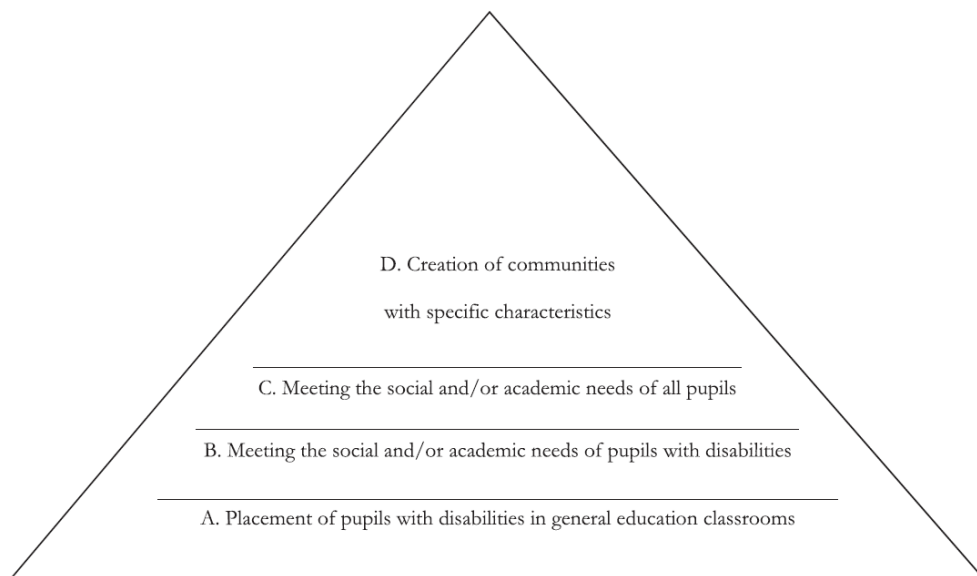 D. Creation of communities
with specific characteristics
C. Meeting the social and/or academic needs of all pupils
B. Meeting the social and/or academic needs of pupils with disabilities
A. Placement of pupils with disabilities in general education classrooms